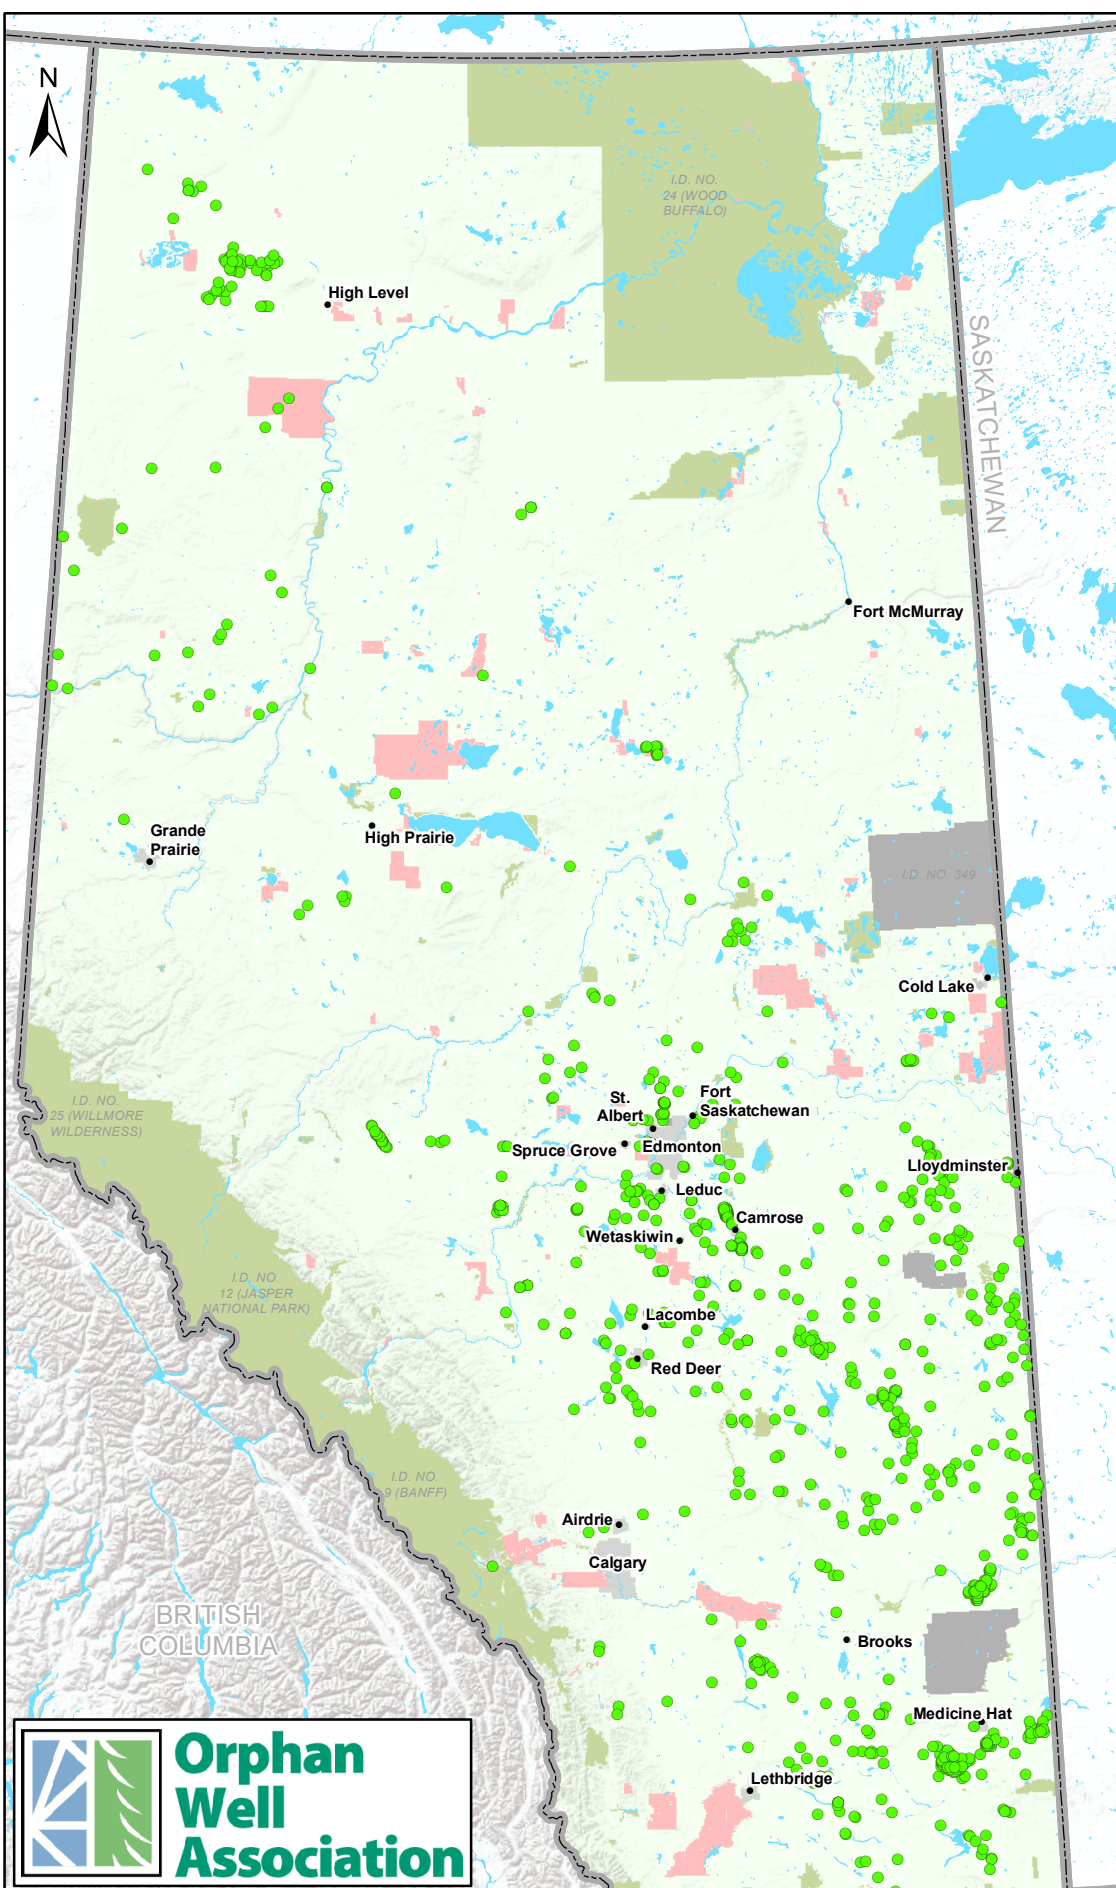 N
I.D. NO.
24 (WOOD
BUFFALO)
High Level
SASKATCHEWAN
Fort McMurray
Grande
Prairie
High Prairie
I.D. NO. 349
Cold Lake
I.D. NO.
25 (WILLMORE
WILDERNESS)
St.
Albert
Fort
Saskatchewan
Spruce Grove
Edmonton
Lloydminster
Leduc
Camrose
Wetaskiwin
I.D. NO.
12 (JASPER
NATIONAL PARK)
Lacombe
Red Deer
I.D. NO.
9 (BANFF)
Airdrie
Calgary
BRITISH
COLUMBIA
Brooks
Medicine Hat
Lethbridge
Orphan
Well
Association